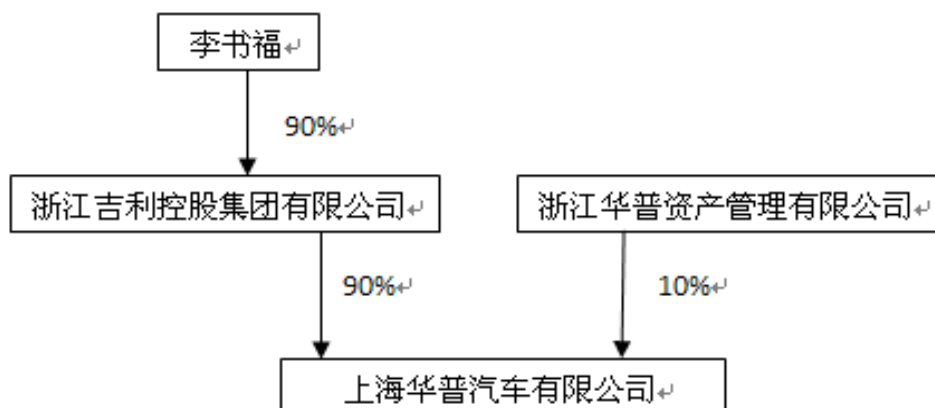 李书福↵
90%↵
浙江吉利控股集团有限公司↵
浙江华普资产管理有限公司↵
90%↵
10%↵
上海华普汽车有限公司↵